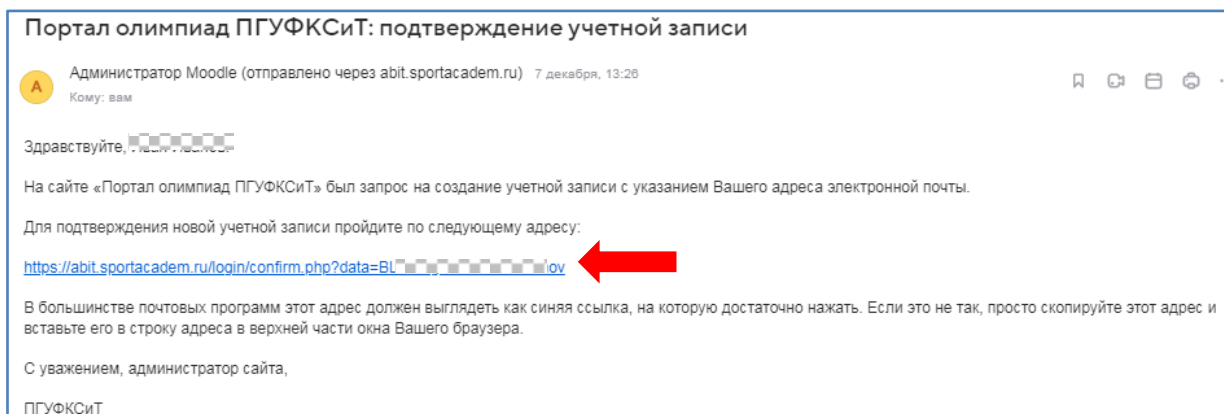 Портал олимпиад ПГУФКСиТ: подтверждение учетной записи
А
Администратор Moodle (отправлено через abit.sportacadem.ru) 7 декабря, 13:26
Кому: вам
Здравствуйте,
На сайте «Портал олимпиад ПГУФКСиТ» был запрос на создание учетной записи с указанием Вашего адреса электронной почты.
Для подтверждения новой учетной записи пройдите по следующему адресу:
https://abit.sportacadem.ru/login/confirm.php?data=BL ov
В большинстве почтовых программ этот адрес должен выглядеть как синяя ссылка, на которую достаточно нажать. Если это не так, просто скопируйте этот адрес и
вставьте его в строку адреса в верхней части окна Вашего браузера.
С уважением, администратор сайта,
ПГУФКСиТ